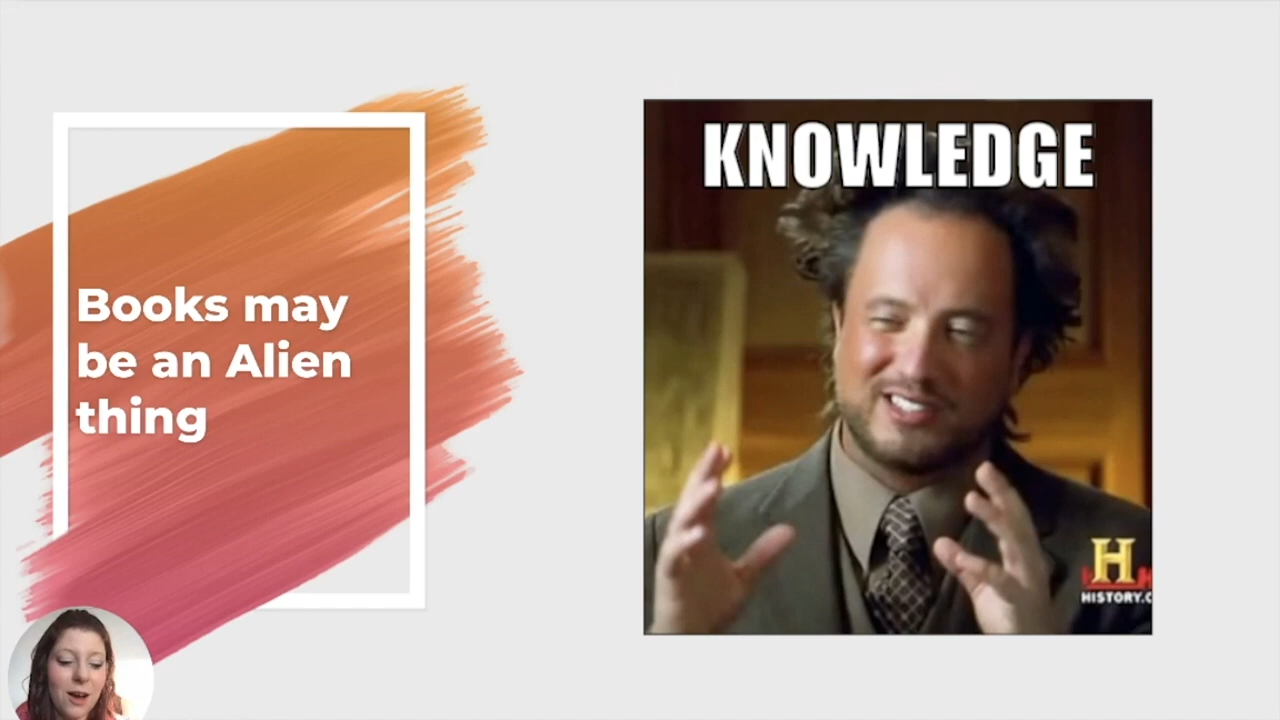 Books may
be an Alien
thing
KNOWLEDGE
H
HISTORY.C